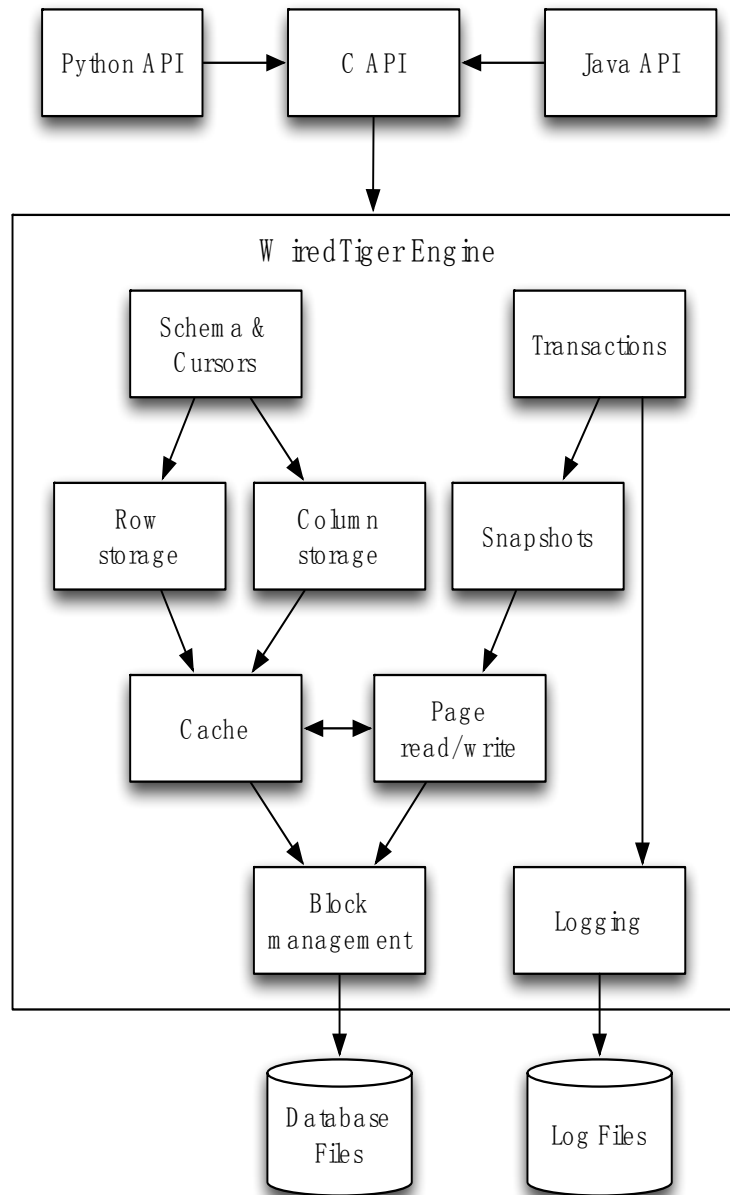 Python API
C API
Java API
WiredTiger Engine
Schema &
Cursors
Transactions
Row
storage
Column
storage
Snapshots
Cache
Page
read/write
Block
management
Logging
Database
Files
Log Files